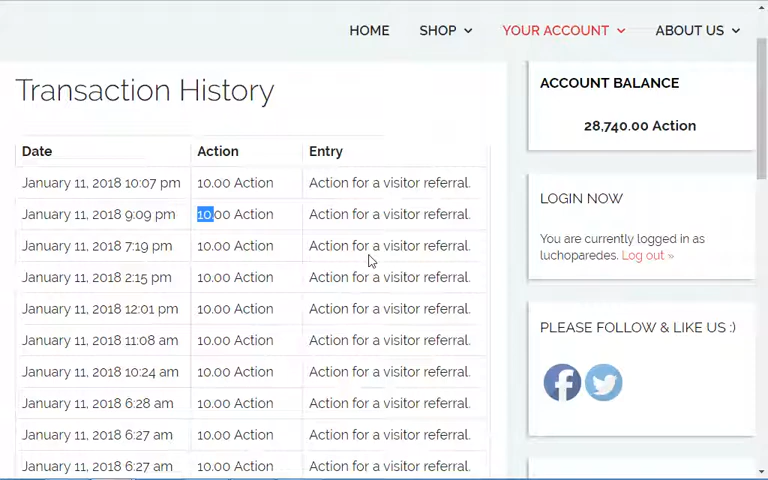 HOME SHOP YOUR ACCOUNT ABOUT US
Transaction History
Date Action Entry
January 11, 2018 10:07 pm 10.00 Action Action for a visitor referral.
January 11, 2018 9:09 pm 10.00 Action Action for a visitor referral.
January 11, 2018 7:19 pm 10.00 Action Action for a visitor referral.
January 11, 2018 2:15 pm 10.00 Action Action for a visitor referral.
January 11, 2018 12:01 pm 10.00 Action Action for a visitor referral.
January 11, 2018 11:08 am 10.00 Action Action for a visitor referral.
January 11, 2018 10:24 am 10.00 Action Action for a visitor referral.
January 11, 2018 6:28 am 10.00 Action Action for a visitor referral.
January 11, 2018 6:27 am 10.00 Action Action for a visitor referral.
January 11, 2018 6:27 am 10.00 Action Action for a visitor referral.
ACCOUNT BALANCE
28,740.00 Action
LOGIN NOW
You are currently logged in as
luchoparedes. Log out »
PLEASE FOLLOW & LIKE US :)